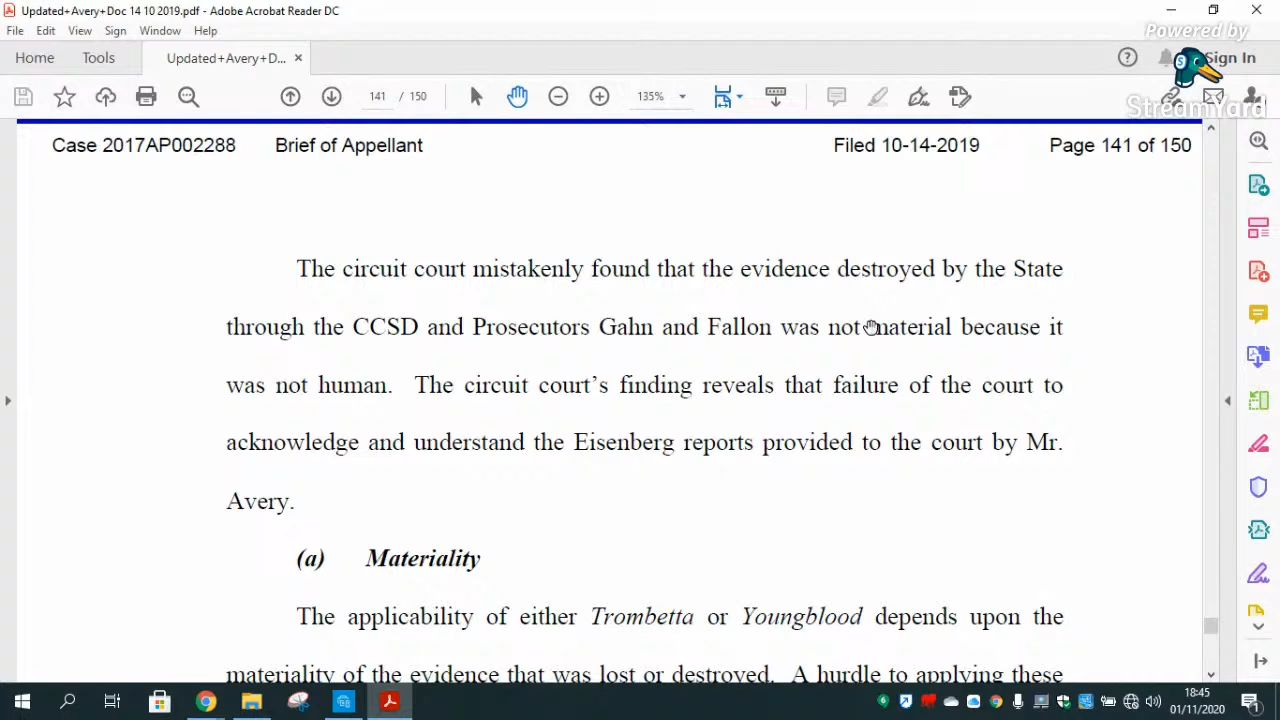 Updated+Avery+Doc 14 10 2019.pdf - Adobe Acrobat Reader DC
File Edit View Sign Window Help
Powered by
Home Tools Updated+Avery+D... × Sign In
StreamYard
141 / 150 135%
Case 2017AP002288 Brief of Appellant Filed 10-14-2019 Page 141 of 150
The circuit court mistakenly found that the evidence destroyed by the State
through the CCSD and Prosecutors Gahn and Fallon was not material because it
was not human. The circuit court's finding reveals that failure of the court to
acknowledge and understand the Eisenberg reports provided to the court by Mr.
Avery.
(a) Materiality
The applicability of either Trombetta or Youngblood depends upon the
materiality of the evidence that was lost or destroyed. A hurdle to applying these
18:45
01/11/2020